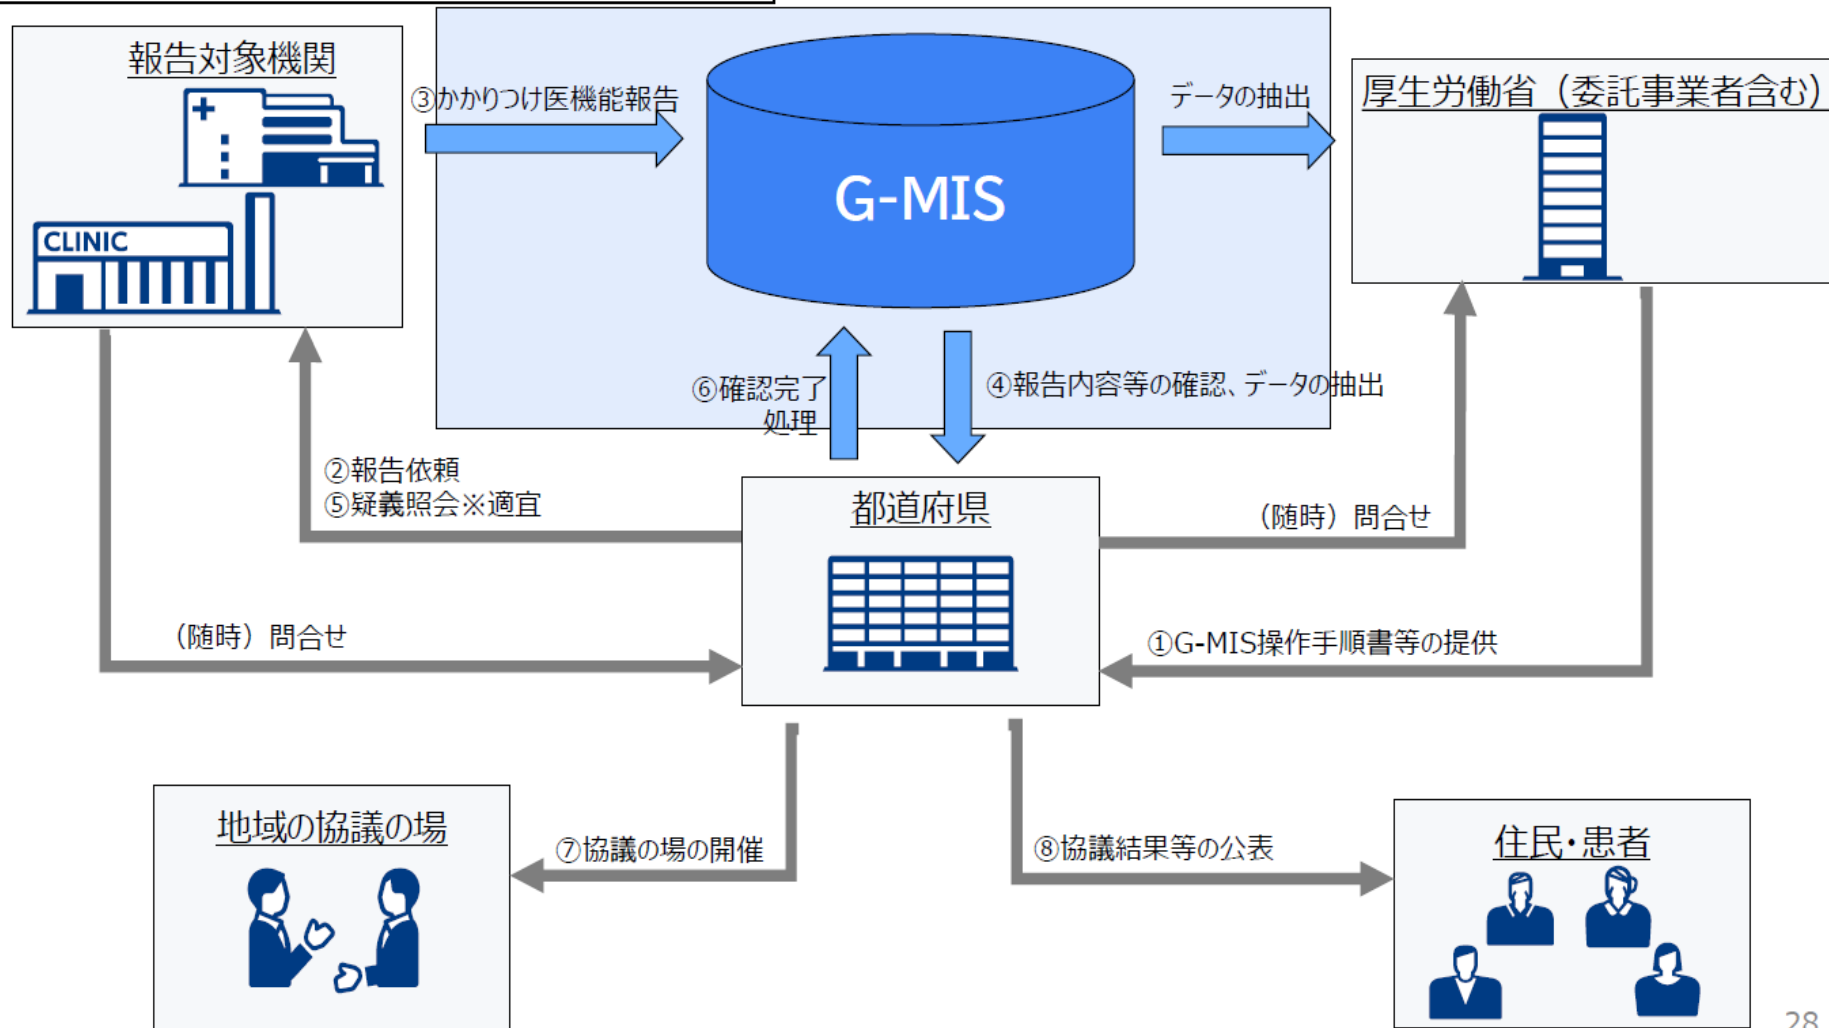 報告対象機関
CLINIC
③かかりつけ医機能報告
G-MIS
データの抽出
厚生労働省（委託事業者含む）
⑥確認完了
処理
④報告内容等の確認、データの抽出
②報告依頼
⑤疑義照会※適宜
都道府県
（随時）問合せ
（随時）問合せ
①G-MIS操作手順書等の提供
地域の協議の場
⑦協議の場の開催
⑧協議結果等の公表
住民・患者
28